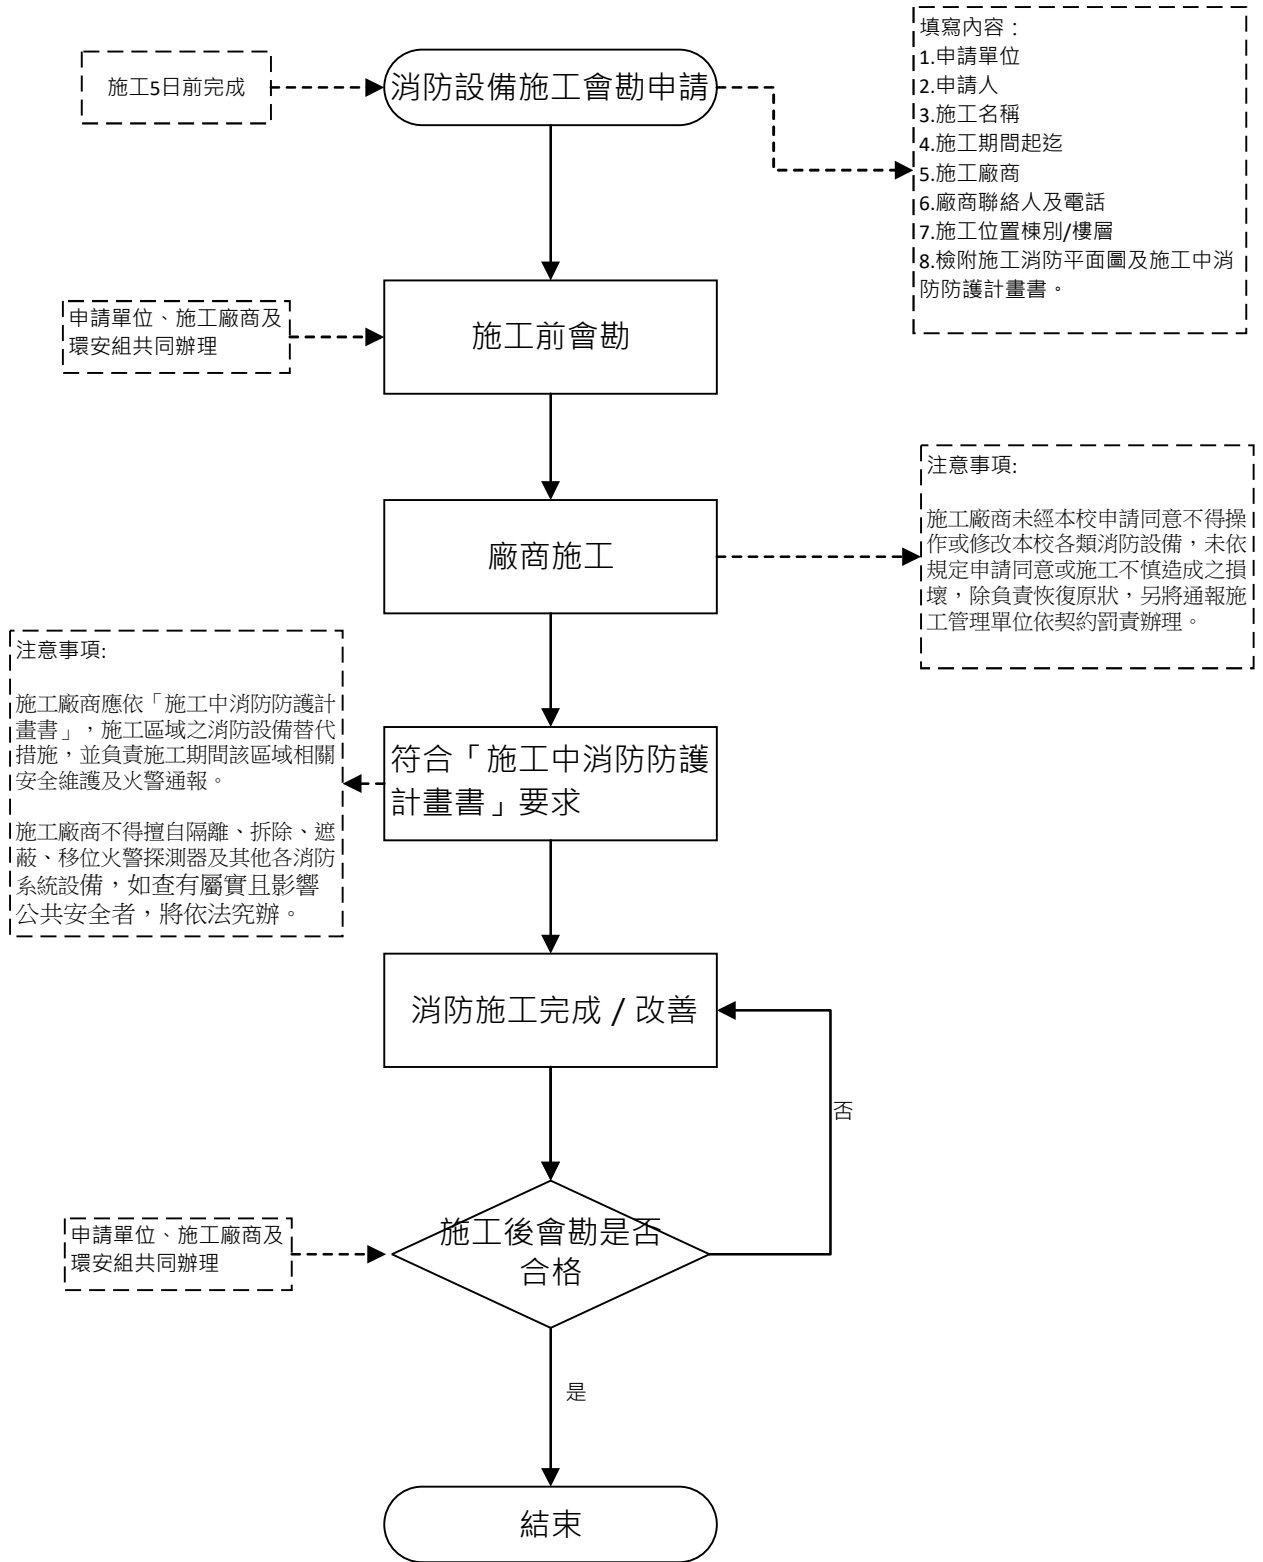 施工5日前完成
消防設備施工會勘申請
填寫內容：
1.申請單位
2.申請人
3.施工名稱
4.施工期間起迄
5.施工廠商
6.廠商聯絡人及電話
7.施工位置棟別/樓層
8.檢附施工消防平面圖及施工中消
防防護計畫書。
申請單位、施工廠商及
環安組共同辦理
施工前會勘
廠商施工
注意事項:
施工廠商未經本校申請同意不得操
作或修改本校各類消防設備，未依
規定申請同意或施工不慎造成之損
壞，除負責恢復原狀，另將通報施
工管理單位依契約罰責辦理。
注意事項:
施工廠商應依「施工中消防防護計
畫書」，施工區域之消防設備替代
措施，並負責施工期間該區域相關
安全維護及火警通報。
施工廠商不得擅自隔離、拆除、遮
蔽、移位火警探測器及其他各消防
系統設備，如查有屬實且影響
公共安全者，將依法究辦。
符合「施工中消防防護
計畫書」要求
消防施工完成 / 改善
否
申請單位、施工廠商及
環安組共同辦理
施工後會勘是否
合格
是
結束